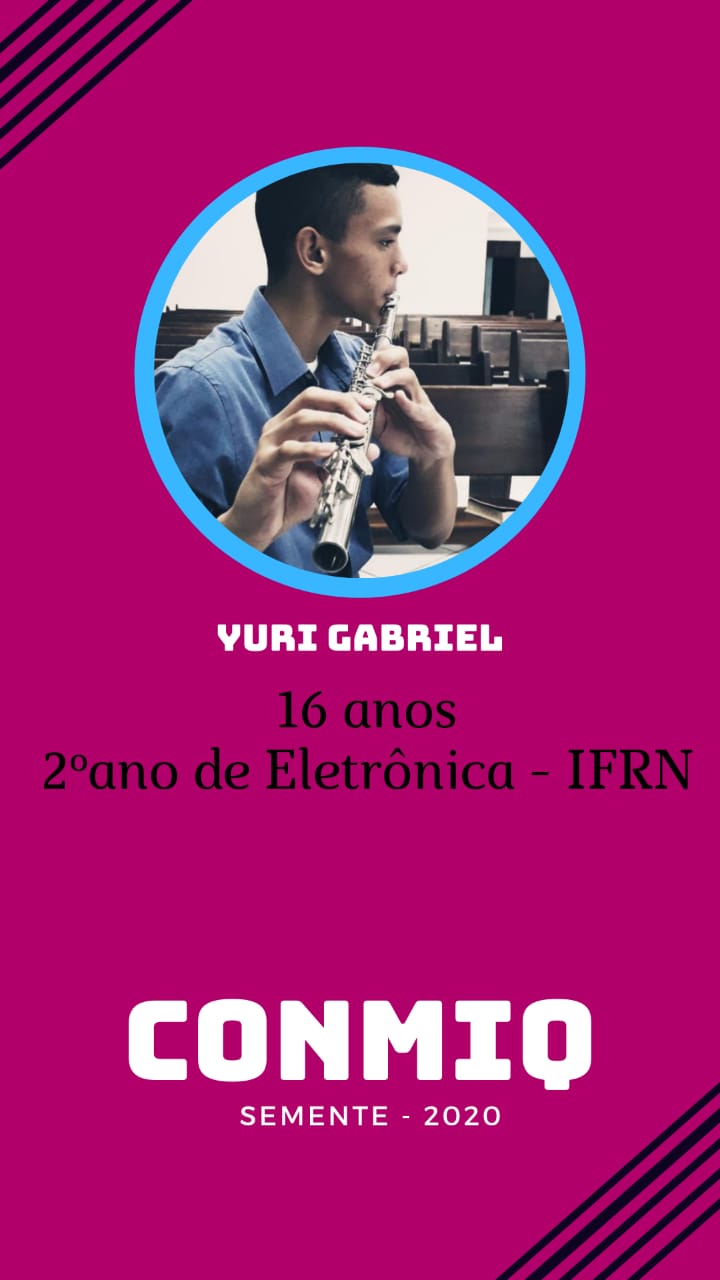 YURI GABRIEL
16 anos
2ºano de Eletrônica - IFRN
CONMIQ
SEMENTE - 2020